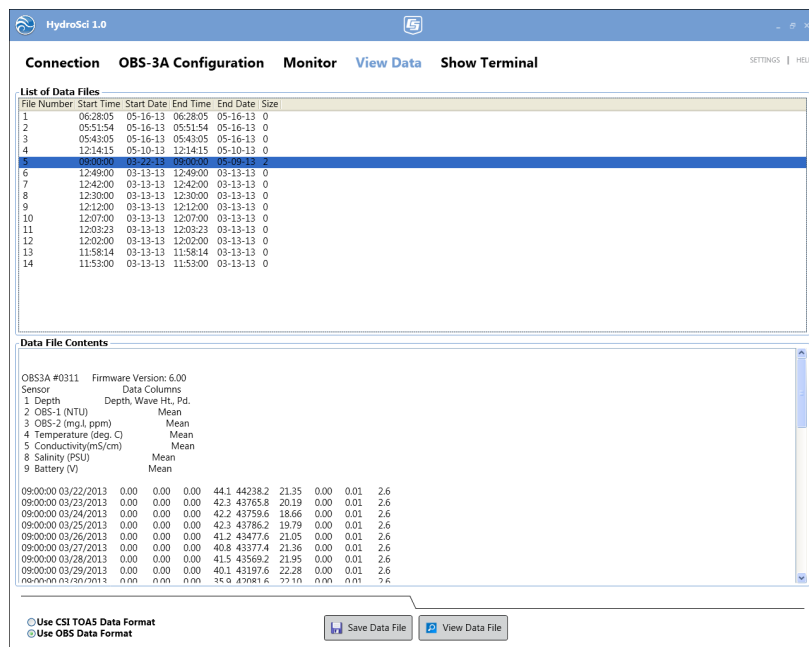 HydroSci 1.0
Connection OBS-3A Configuration Monitor View Data Show Terminal SETTINGS | HEL
List of Data Files
File Number Start Time Start Date End Time End Date Size
1 06:28:05 05-16-13 06:28:05 05-16-13 0
2 05:51:54 05-16-13 05:51:54 05-16-13 0
3 05:43:05 05-16-13 05:43:05 05-16-13 0
4 12:14:15 05-10-13 12:14:15 05-10-13 0
5 09:00:00 03-22-13 09:00:00 05-09-13 2
6 12:49:00 03-13-13 12:49:00 03-13-13 0
7 12:42:00 03-13-13 12:42:00 03-13-13 0
8 12:30:00 03-13-13 12:30:00 03-13-13 0
9 12:12:00 03-13-13 12:12:00 03-13-13 0
10 12:07:00 03-13-13 12:07:00 03-13-13 0
11 12:03:23 03-13-13 12:03:23 03-13-13 0
12 12:02:00 03-13-13 12:02:00 03-13-13 0
13 11:58:14 03-13-13 11:58:14 03-13-13 0
14 11:53:00 03-13-13 11:53:00 03-13-13 0
Data File Contents
OBS3A #0311 Firmware Version: 6.00
Sensor Data Columns
1 Depth Depth, Wave Ht., Pd.
2 OBS-1 (NTU) Mean
3 OBS-2 (mg.l, ppm) Mean
4 Temperature (deg. C) Mean
5 Conductivity(mS/cm) Mean
8 Salinity (PSU) Mean
9 Battery (V) Mean
09:00:00 03/22/2013 0.00 0.00 0.00 44.1 44238.2 21.35 0.00 0.01 2.6
09:00:00 03/23/2013 0.00 0.00 0.00 42.3 43765.8 20.19 0.00 0.01 2.6
09:00:00 03/24/2013 0.00 0.00 0.00 42.2 43759.6 18.66 0.00 0.01 2.6
09:00:00 03/25/2013 0.00 0.00 0.00 42.3 43786.2 19.79 0.00 0.01 2.6
09:00:00 03/26/2013 0.00 0.00 0.00 41.2 43477.6 21.05 0.00 0.01 2.6
09:00:00 03/27/2013 0.00 0.00 0.00 40.8 43377.4 21.36 0.00 0.01 2.6
09:00:00 03/28/2013 0.00 0.00 0.00 41.5 43569.2 21.95 0.00 0.01 2.6
09:00:00 03/29/2013 0.00 0.00 0.00 40.1 43197.6 22.28 0.00 0.01 2.6
09:00:00 03/30/2013 0.00 0.00 0.00 35.9 42081.6 22.10 0.00 0.01 2.6
Use CSI TOA5 Data Format
Use OBS Data Format
Save Data File View Data File